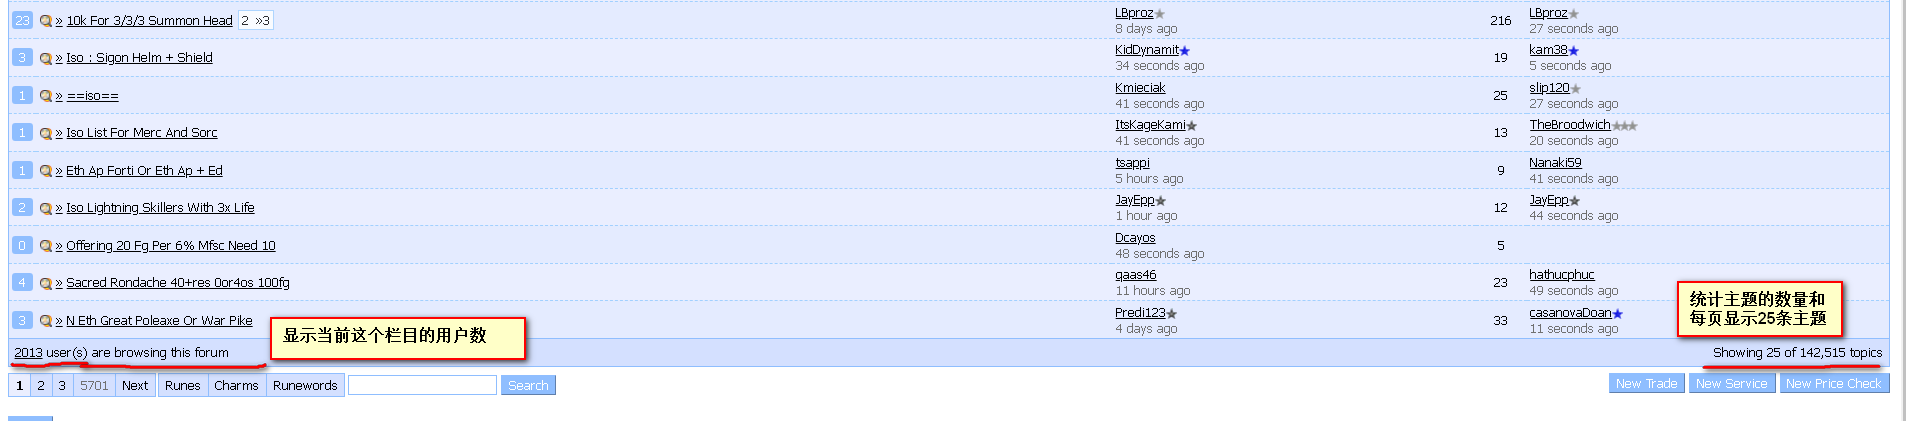 23 » 10k For 3/3/3 Summon Head 2 »3 LBproz 216 LBproz
8 days ago 27 seconds ago
3 » Iso : Sigon Helm + Shield KidDynamit 19 kam38
34 seconds ago 5 seconds ago
1 » ==iso== Kmieciak 25 slip120
41 seconds ago 27 seconds ago
1 » Iso List For Merc And Sorc ItsKageKami 13 TheBroodwich
41 seconds ago 20 seconds ago
1 » Eth Ap Forti Or Eth Ap + Ed tsappi 9 Nanaki59
5 hours ago 41 seconds ago
2 » Iso Lightning Skillers With 3x Life JayEpp 12 JayEpp
1 hour ago 44 seconds ago
0 » Offering 20 Fg Per 6% Mfsc Need 10 Dcayos 5
48 seconds ago
4 » Sacred Rondache 40+res 0or4os 100fg qaas46 23 hathucphuc
11 hours ago 49 seconds ago
3 » N Eth Great Poleaxe Or War Pike Predi123 33 casanovaDoan
4 days ago 11 seconds ago
显示当前这个栏目的用户数
统计主题的数量和
每页显示25条主题
2013 user(s) are browsing this forum Showing 25 of 142,515 topics
1 2 3 5701 Next Runes Charms Runewords Search New Trade New Service New Price Check